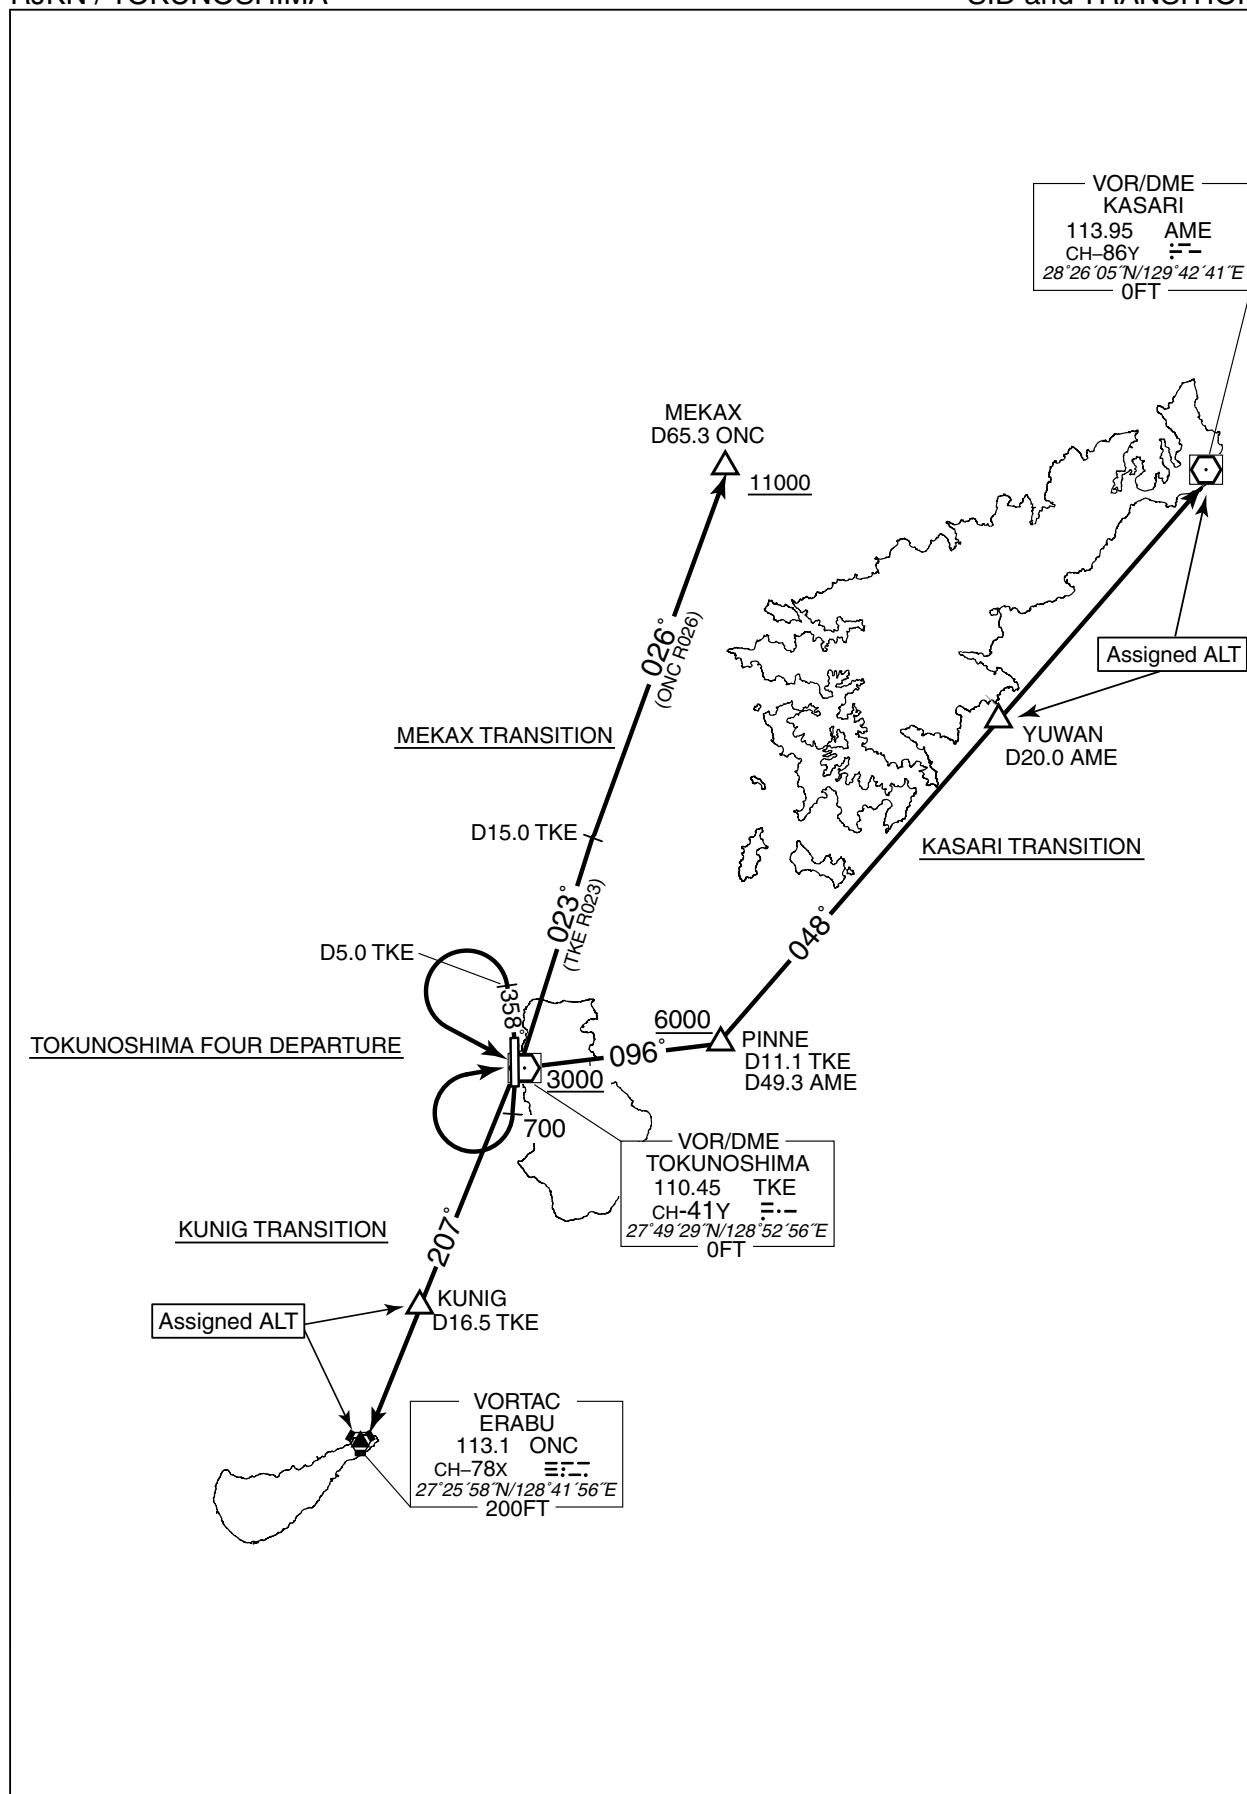 RJKN / TOKUNOSHIMA
SID and TRANSITION
VOR/DME
KASARI
113.95 AME
CH–86Y
28°26´05˝N/129°42´41˝E
0FT
MEKAX
D65.3 ONC
11000
026°
(ONC R026)
Assigned ALT
MEKAX TRANSITION
YUWAN
D20.0 AME
D15.0 TKE
KASARI TRANSITION
023°
(TKE R023)
048°
D5.0 TKE
358°
6000
TOKUNOSHIMA FOUR DEPARTURE
096°
PINNE
D11.1 TKE
D49.3 AME
3000
700
VOR/DME
TOKUNOSHIMA
110.45 TKE
CH-41Y
27°49´29˝N/128°52´56˝E
0FT
KUNIG TRANSITION
207°
KUNIG
D16.5 TKE
Assigned ALT
VORTAC
ERABU
113.1 ONC
CH–78X
27°25´58˝N/128°41´56˝E
200FT